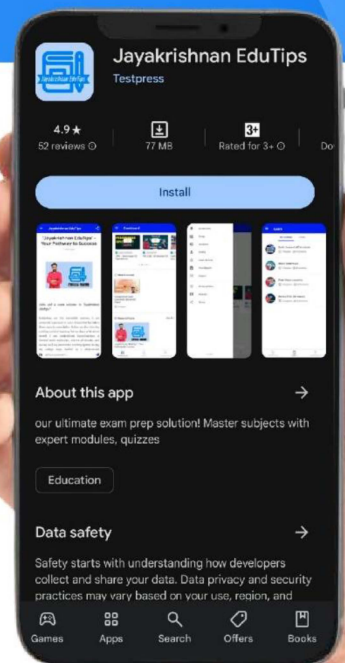 Jayakrishnan EduTips
Testpress
4.9★
52 reviews
77 MB
3+
Rated for 3+
Do
Install
About this app
our ultimate exam prep solution! Master subjects with
expert modules, quizzes
Education
Data safety
Safety starts with understanding how developers
collect and share your data. Data privacy and security
practices may vary based on your use, region, and
Games
Apps
Search
Offers
Books